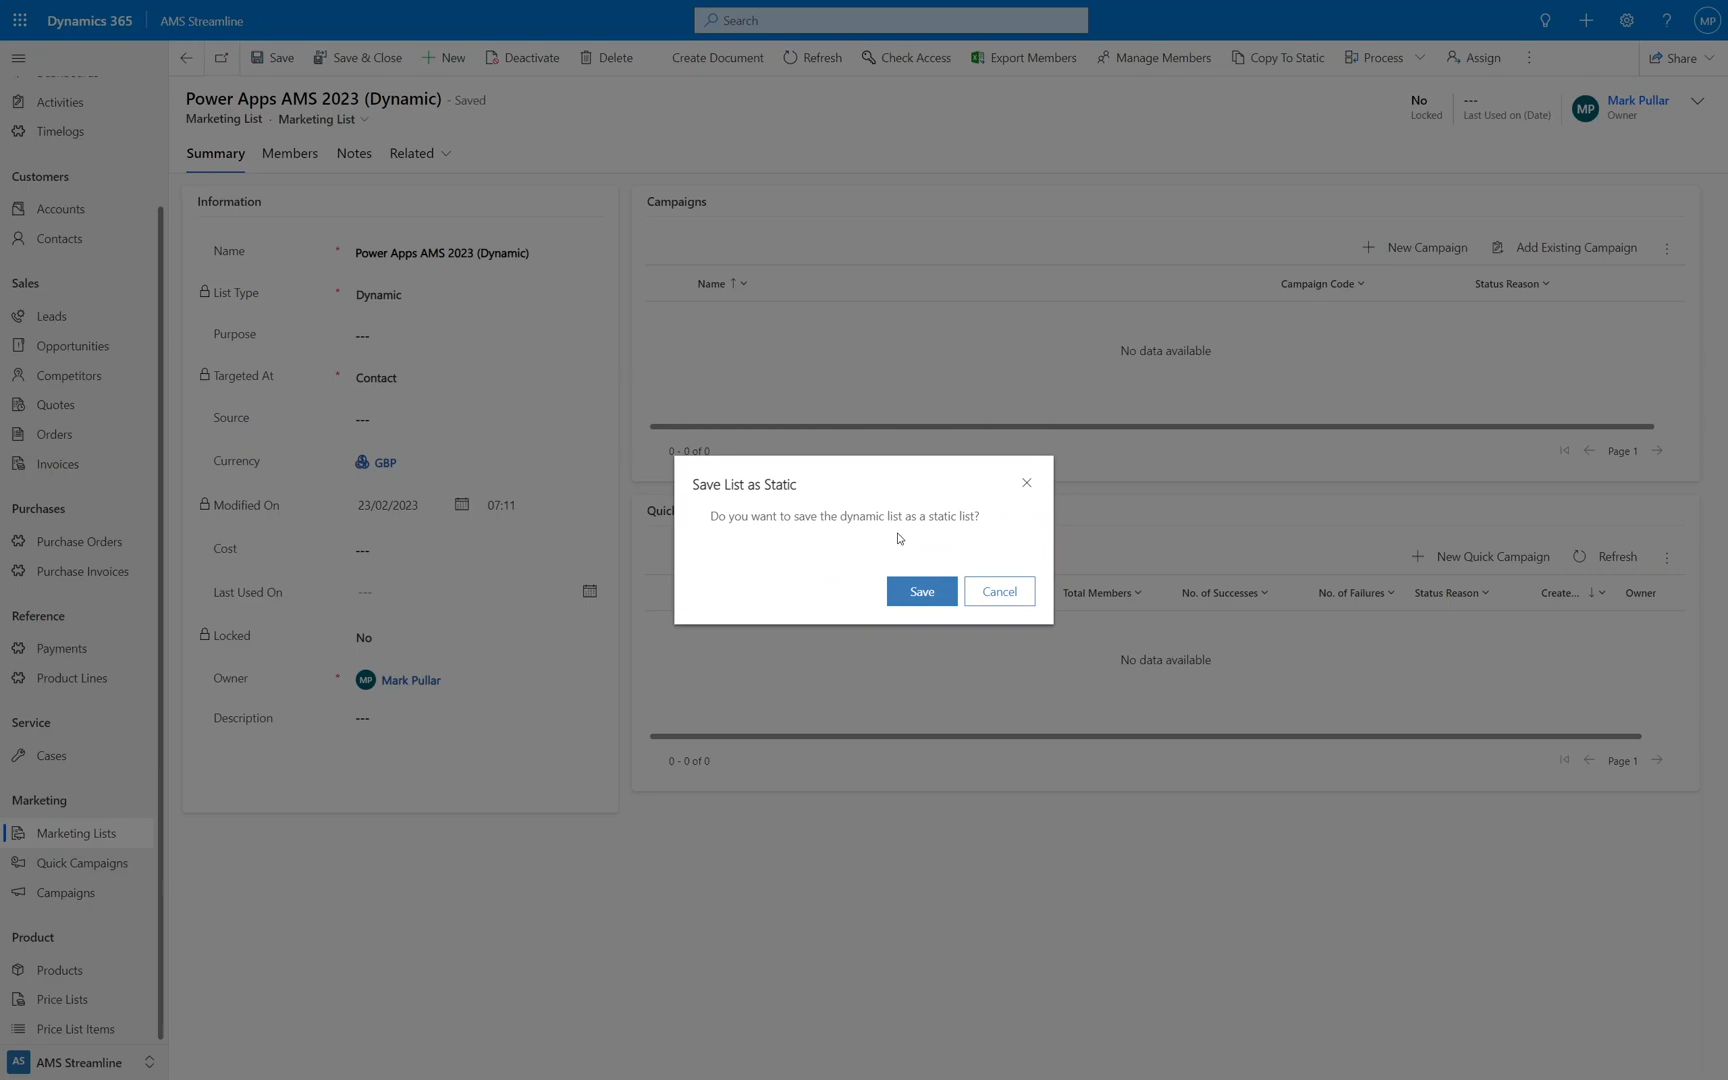 Dynamics 365
AMS Streamline
Search
MP
Save
Save & Close
New
Deactivate
Delete
Create Document
Refresh
Check Access
Export Members
Manage Members
Copy To Static
Process
Assign
Share
Power Apps AMS 2023 (Dynamic) - Saved
Marketing List · Marketing List
No
Locked
---
Last Used on (Date)
MP
Mark Pullar
Owner
Summary
Members
Notes
Related
Activities
Timelogs
Customers
Accounts
Contacts
Sales
Leads
Opportunities
Competitors
Quotes
Orders
Invoices
Purchases
Purchase Orders
Purchase Invoices
Reference
Payments
Product Lines
Service
Cases
Marketing
Marketing Lists
Quick Campaigns
Campaigns
Product
Products
Price Lists
Price List Items
AS AMS Streamline
Information
Name * Power Apps AMS 2023 (Dynamic)
List Type * Dynamic
Purpose ---
Targeted At * Contact
Source ---
Currency GBP
Modified On 23/02/2023 07:11
Cost ---
Last Used On ---
Locked No
Owner * MP Mark Pullar
Description ---
Campaigns
New Campaign
Add Existing Campaign
Name
Campaign Code
Status Reason
No data available
0 - 0 of 0
Page 1
Save List as Static
Do you want to save the dynamic list as a static list?
Save
Cancel
New Quick Campaign
Refresh
Total Members
No. of Successes
No. of Failures
Status Reason
Create...
Owner
No data available
0 - 0 of 0
Page 1